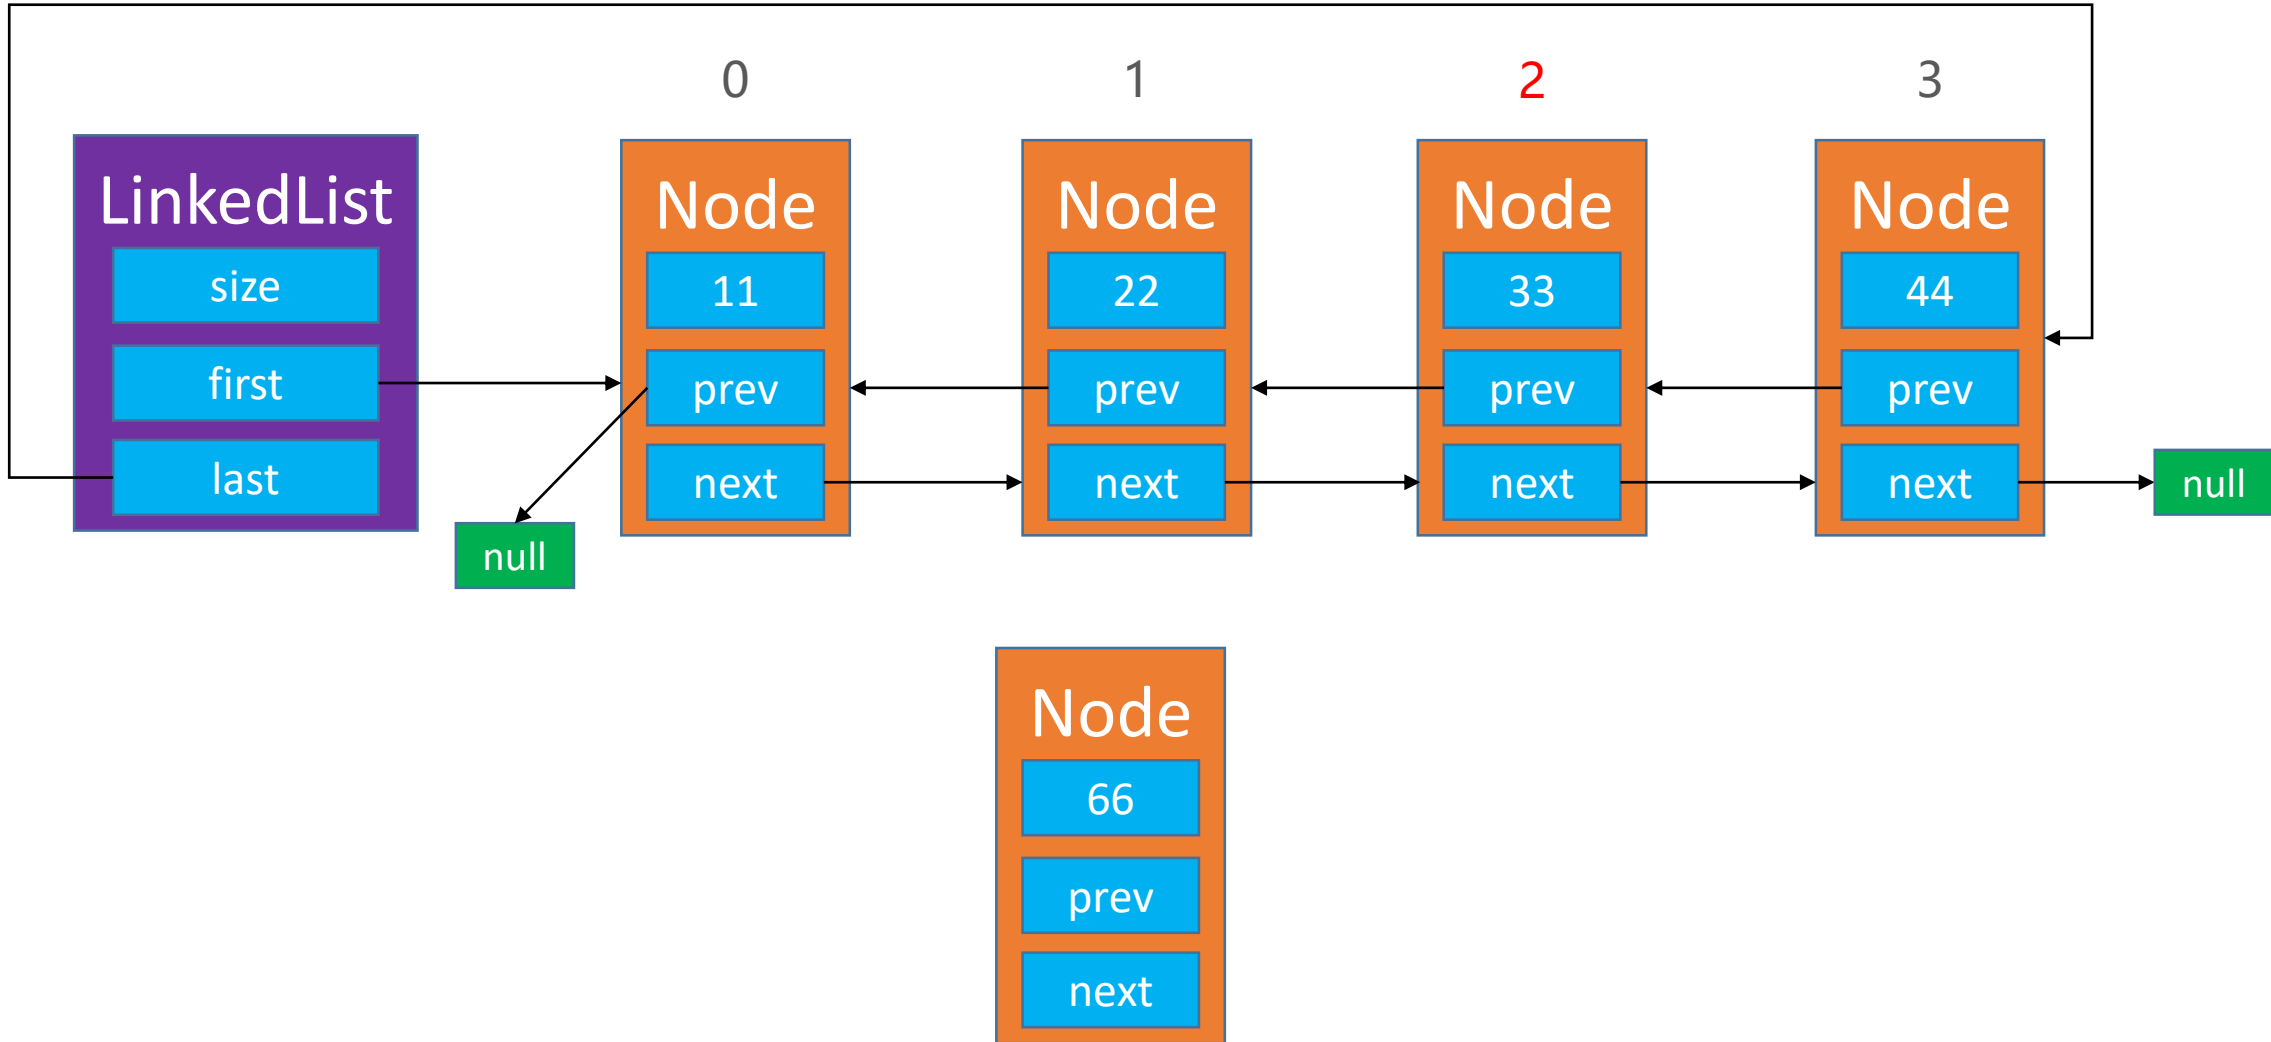 0 1 2 3
LinkedList
size
first
last
Node
11
prev
next
Node
22
prev
next
Node
33
prev
next
Node
44
prev
next
null
null
Node
66
prev
next